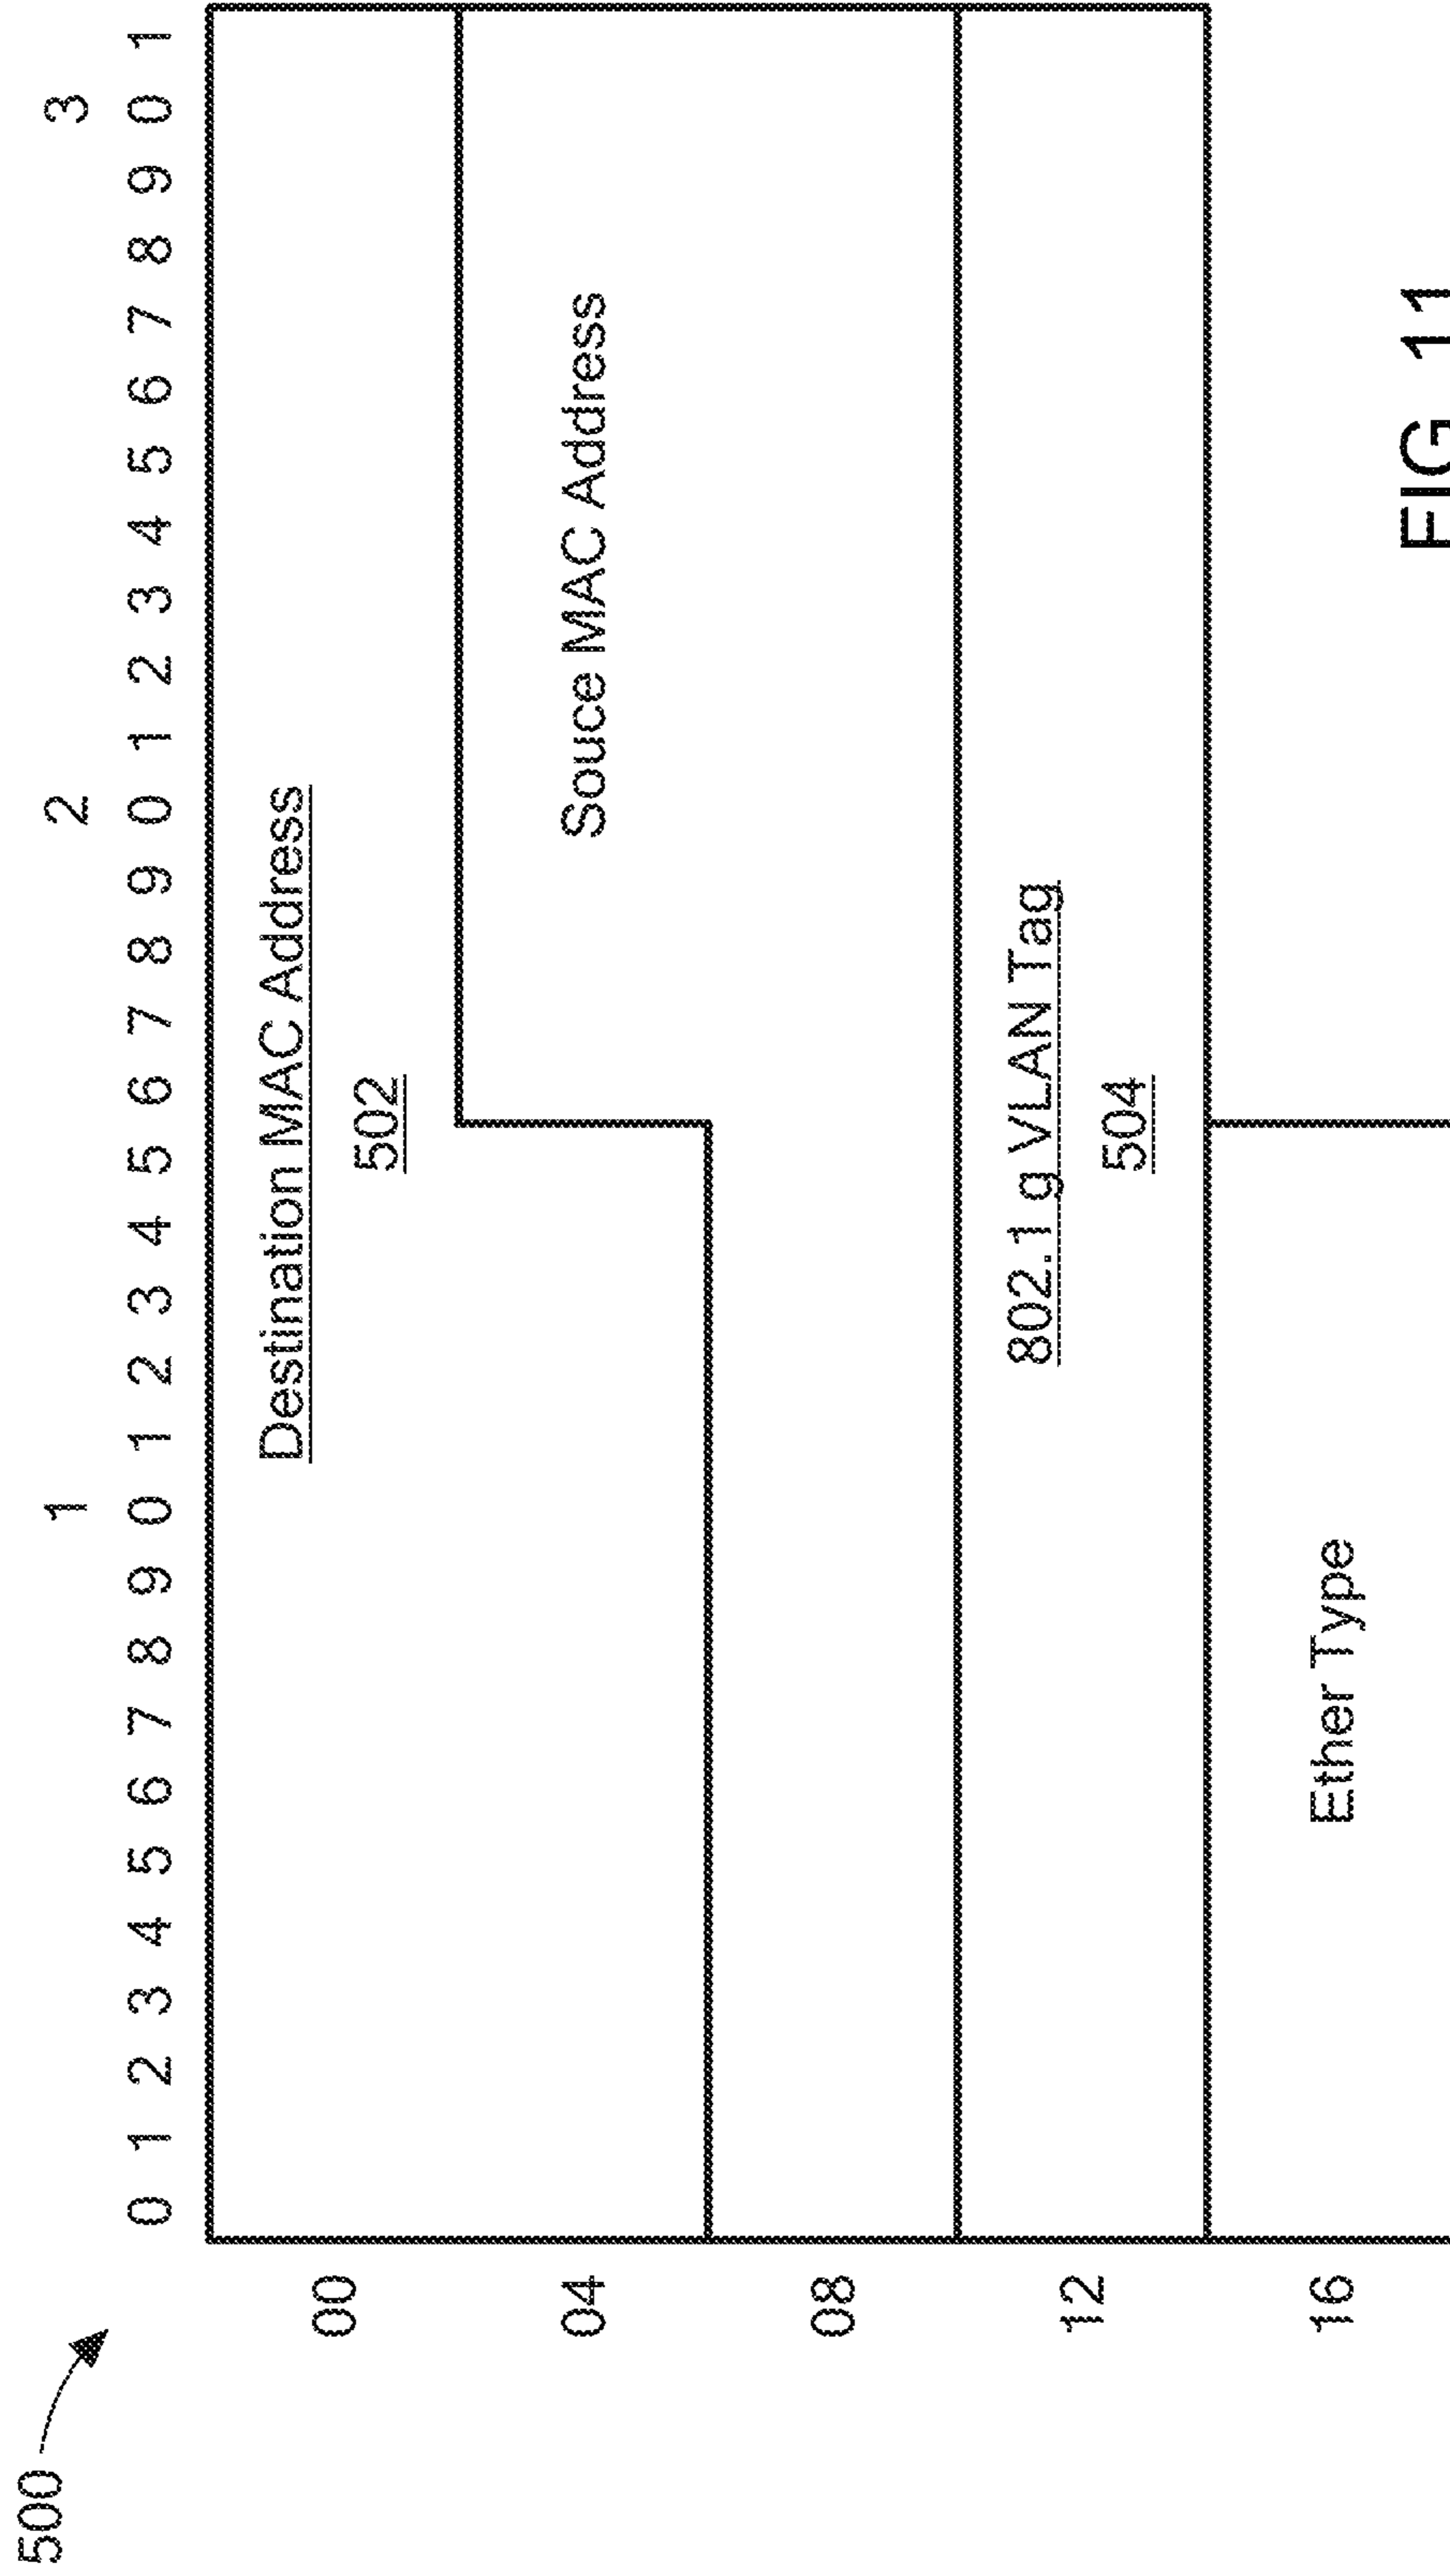 500
1 2 3
0 1 2 3 4 5 6 7 8 9 0 1 2 3 4 5 6 7 8 9 0 1 2 3 4 5 6 7 8 9 0 1
00
Destination MAC Address
502
04
Souce MAC Address
08
12
802.1 g VLAN Tag
504
16
Ether Type
FIG 11